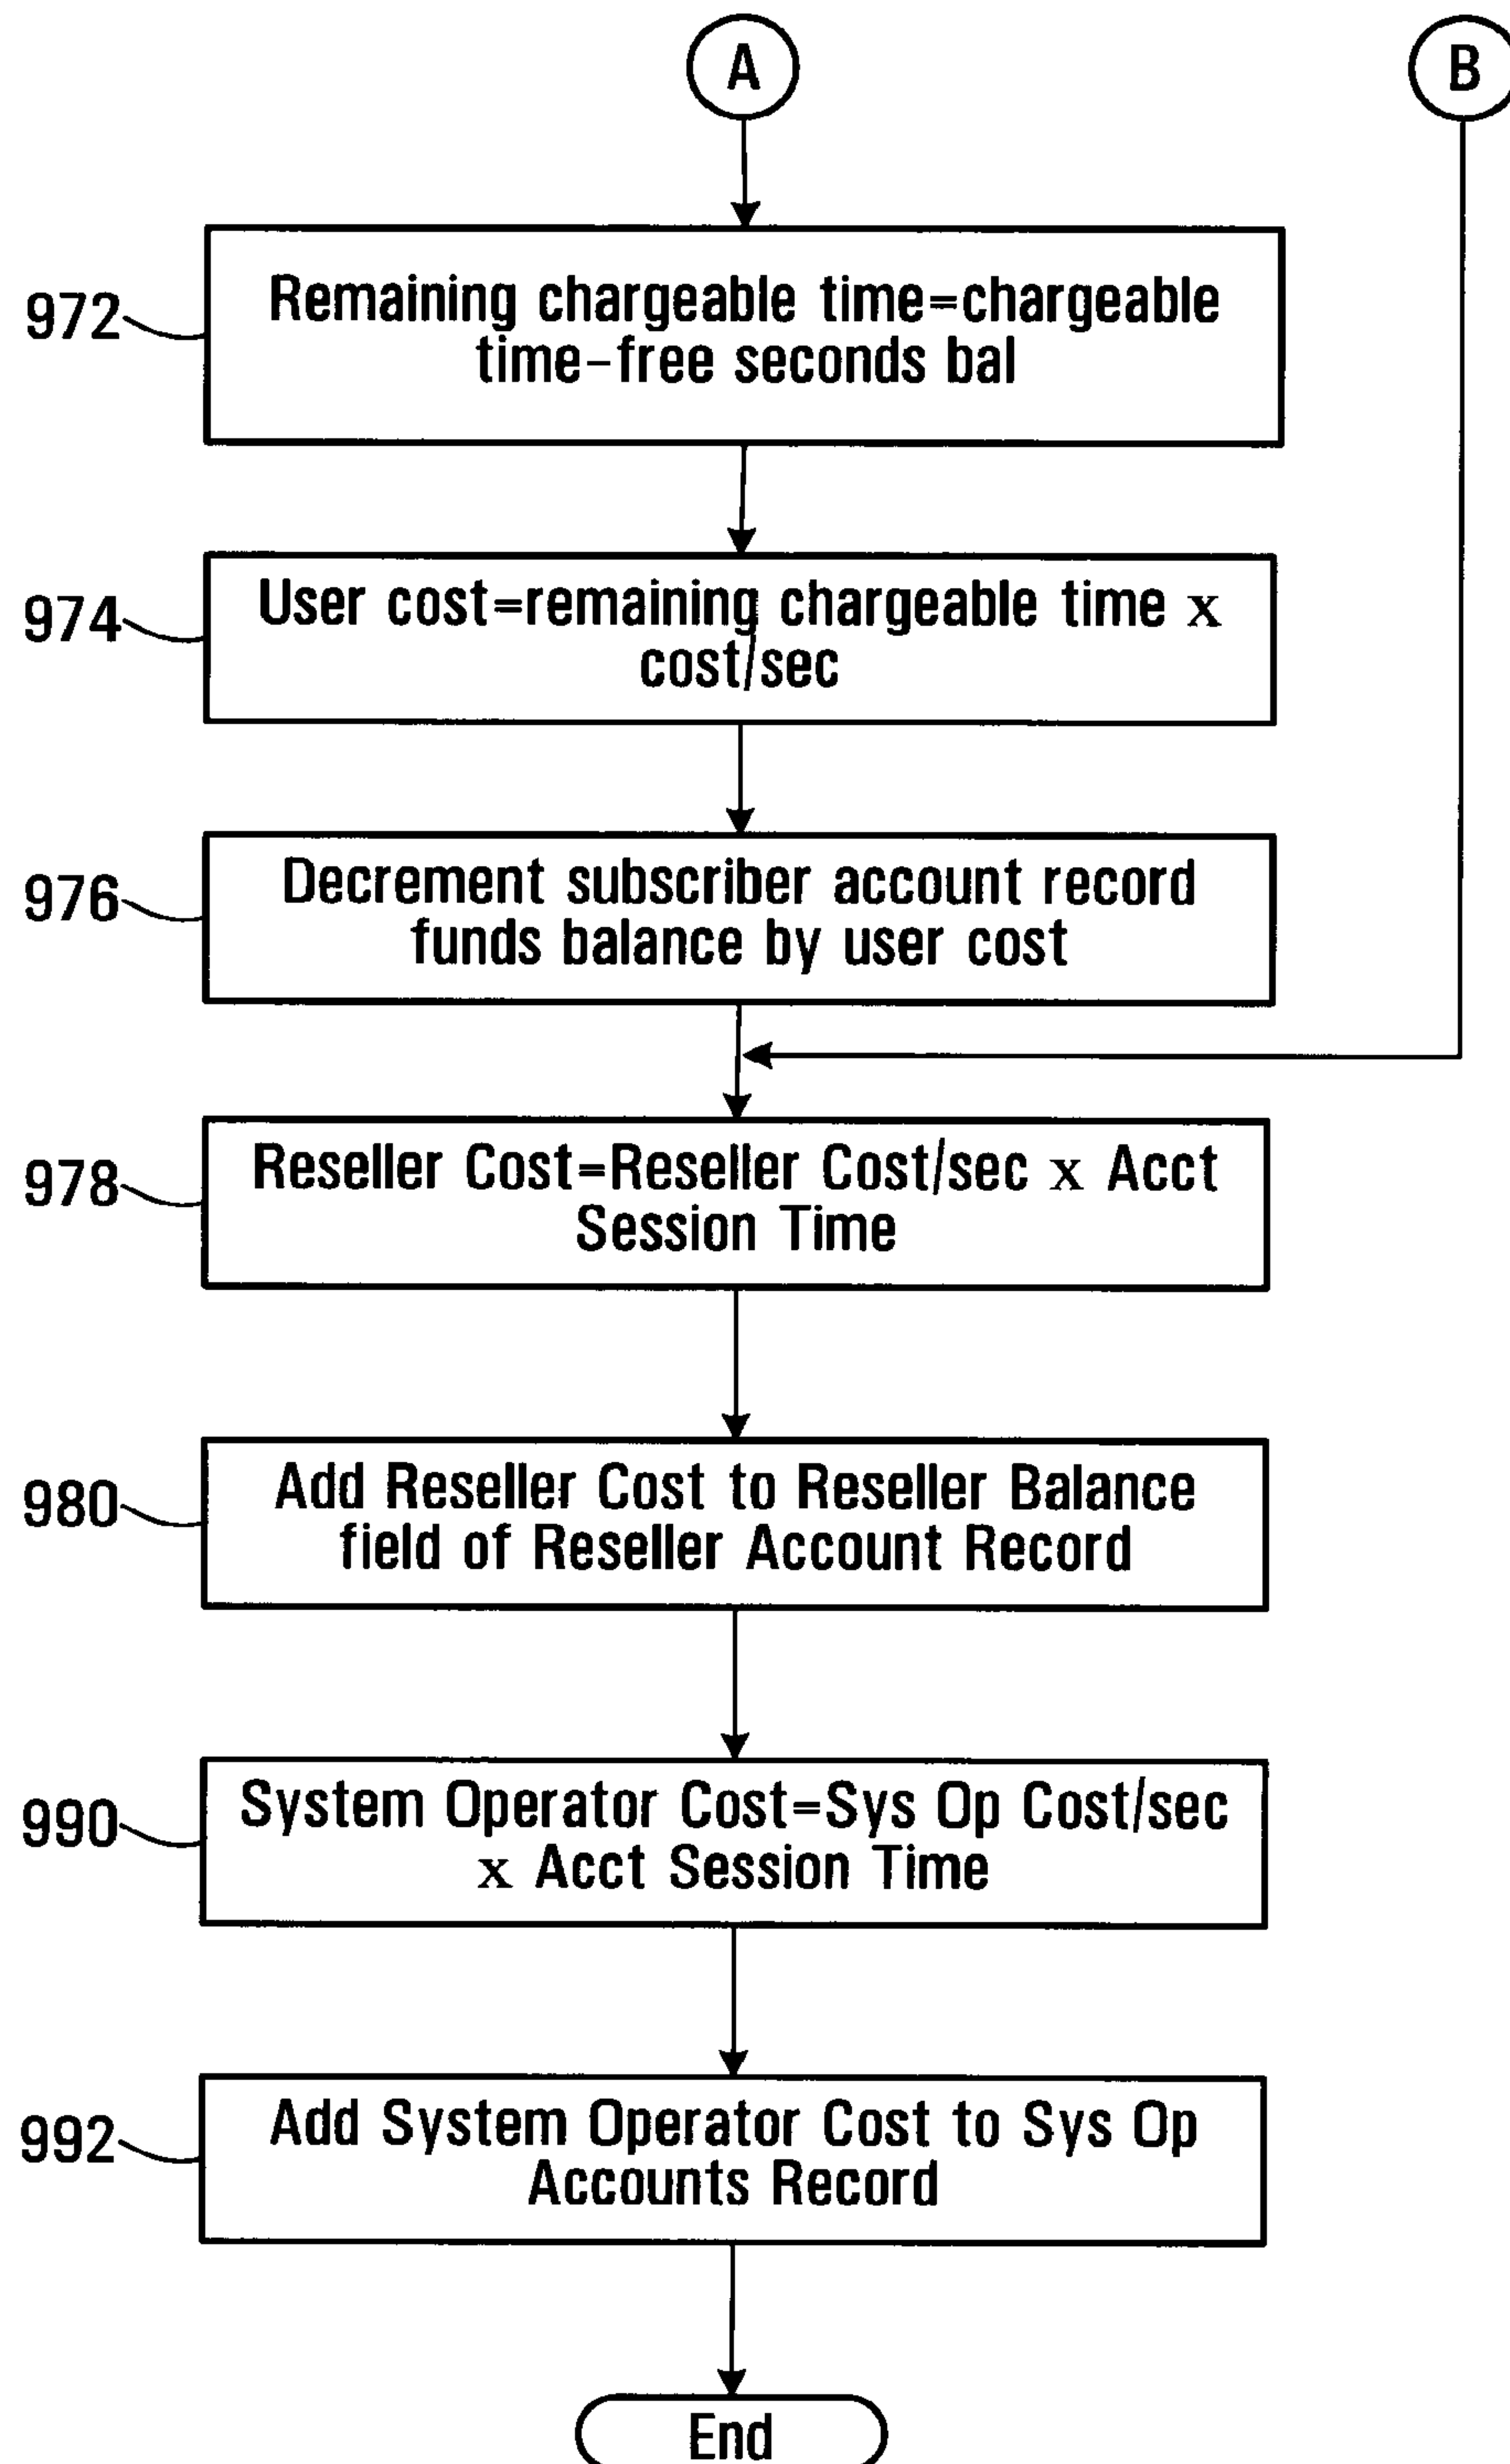 A
B
972
Remaining chargeable time=chargeable
time-free seconds bal
974
User cost=remaining chargeable time x
cost/sec
976
Decrement subscriber account record
funds balance by user cost
978
Reseller Cost=Reseller Cost/sec x Acct
Session Time
980
Add Reseller Cost to Reseller Balance
field of Reseller Account Record
990
System Operator Cost=Sys Op Cost/sec
x Acct Session Time
992
Add System Operator Cost to Sys Op
Accounts Record
End